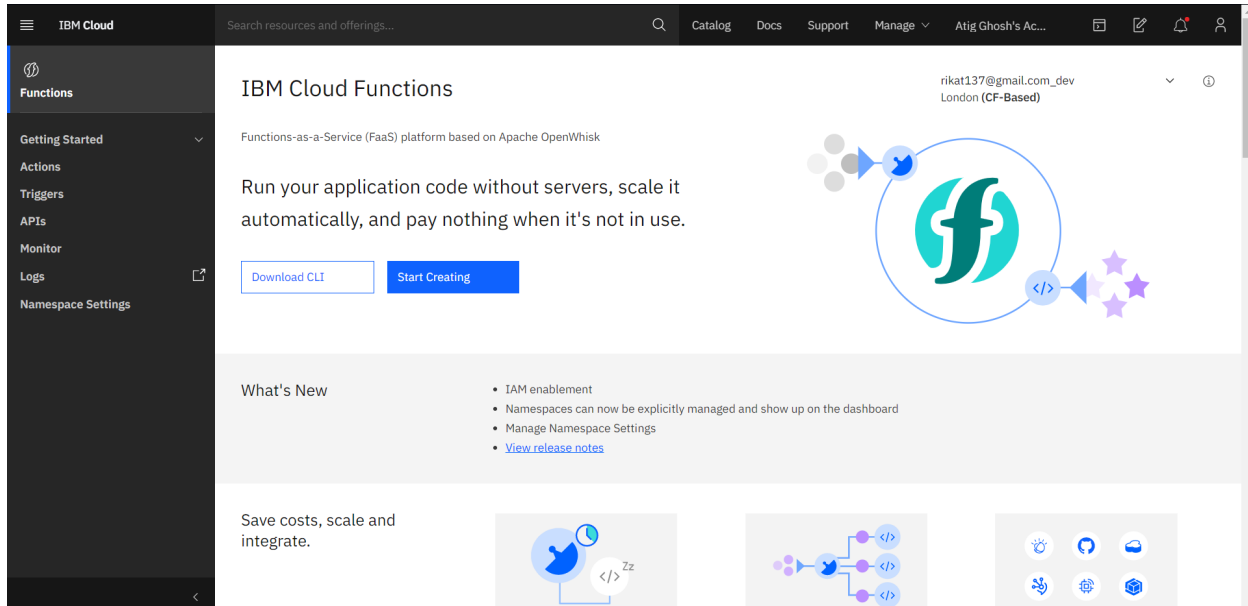 IBM Cloud
Search resources and offerings...
Catalog
Docs
Support
Manage
Atig Ghosh's Ac...
Functions
Getting Started
Actions
Triggers
APIs
Monitor
Logs
Namespace Settings
IBM Cloud Functions
rikat137@gmail.com_dev
London (CF-Based)
Functions-as-a-Service (FaaS) platform based on Apache OpenWhisk
Run your application code without servers, scale it
automatically, and pay nothing when it's not in use.
Download CLI
Start Creating
</>
What's New
• IAM enablement
• Namespaces can now be explicitly managed and show up on the dashboard
• Manage Namespace Settings
• View release notes
Save costs, scale and
integrate.
</>
Zz
</>
</>
</>